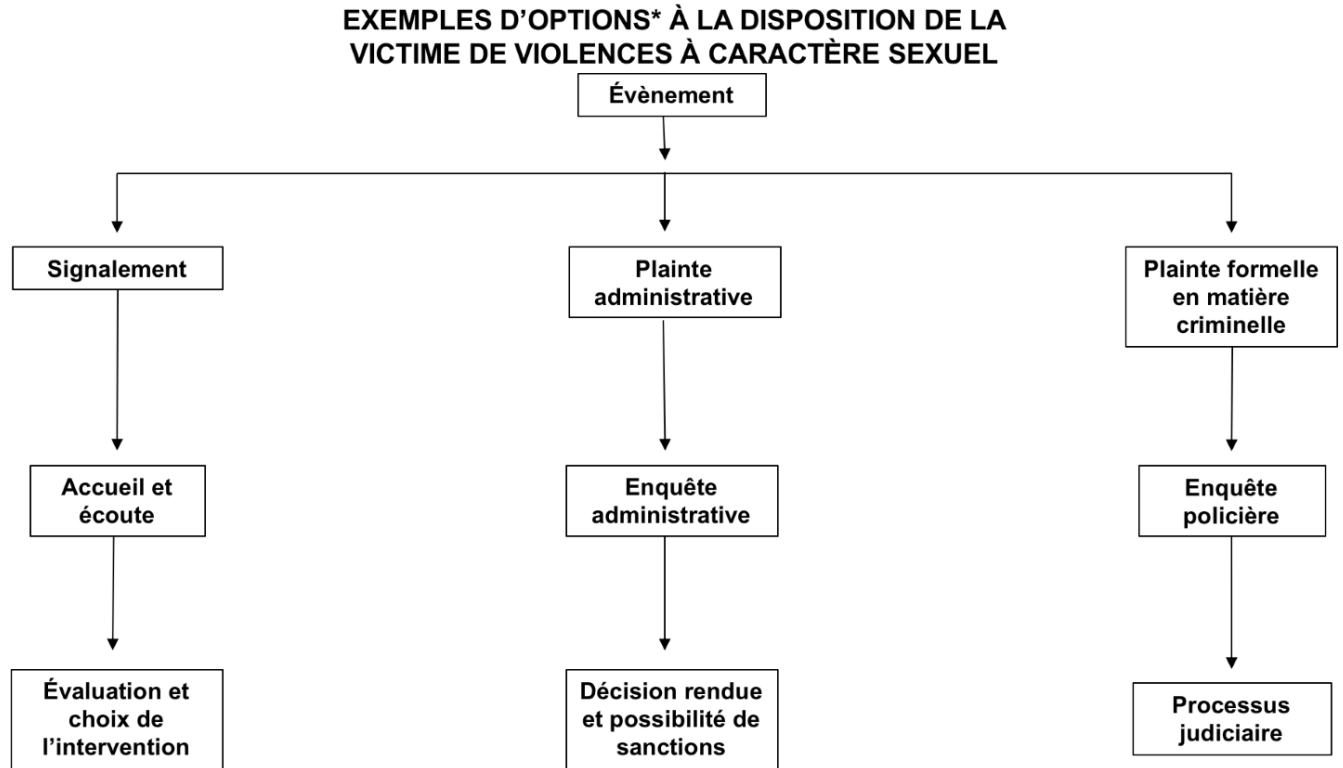 EXEMPLES D’OPTIONS* À LA DISPOSITION DE LA
VICTIME DE VIOLENCES À CARACTÈRE SEXUEL
Évènement
Signalement
Plainte
administrative
Plainte formelle
en matière
criminelle
Accueil et
écoute
Enquête
administrative
Enquête
policière
Évaluation et
choix de
l’intervention
Décision rendue
et possibilité de
sanctions
Processus
judiciaire